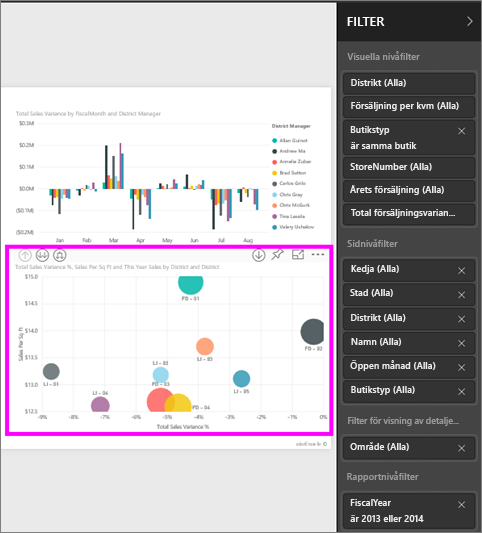 FILTER
Visuella nivåfilter
Distrikt (Alla)
Försäljning per kvm (Alla)
Butikstyp
är samma butik
StoreNumber (Alla)
Årets försäljning (Alla)
Total försäljningsvarian...
Sidnivåfilter
Kedja (Alla)
Stad (Alla)
Distrikt (Alla)
Namn (Alla)
Öppen månad (Alla)
Butikstyp (Alla)
Filter för visning av detalje...
Område (Alla)
Rapportnivåfilter
FiscalYear
är 2013 eller 2014
Total Sales Variance by FiscalMonth and District Manager
District Manager
Allan Guinot
Andrew Ma
Annelie Zubar
Brad Sutton
Carlos Grilo
Chris Gray
Chris McGurk
Tina Lassila
Valery Ushakov
$0.3M
$0.2M
$0.1M
$0.0M
($0.1M)
($0.2M)
Jan Feb Mar Apr May Jun Jul Aug
Total Sales Variance %, Sales Per Sq Ft and This Year Sales by District and District
Sales Per Sq Ft
$15.0
$14.5
$14.0
$13.5
$13.0
$12.5
FD - 01
FD - 02
LI - 03
LI - 01
FD - 03
LI - 05
LI - 04
FD - 04
-9% -8% -7% -6% -5% -4% -3% -2% -1% 0%
Total Sales Variance %